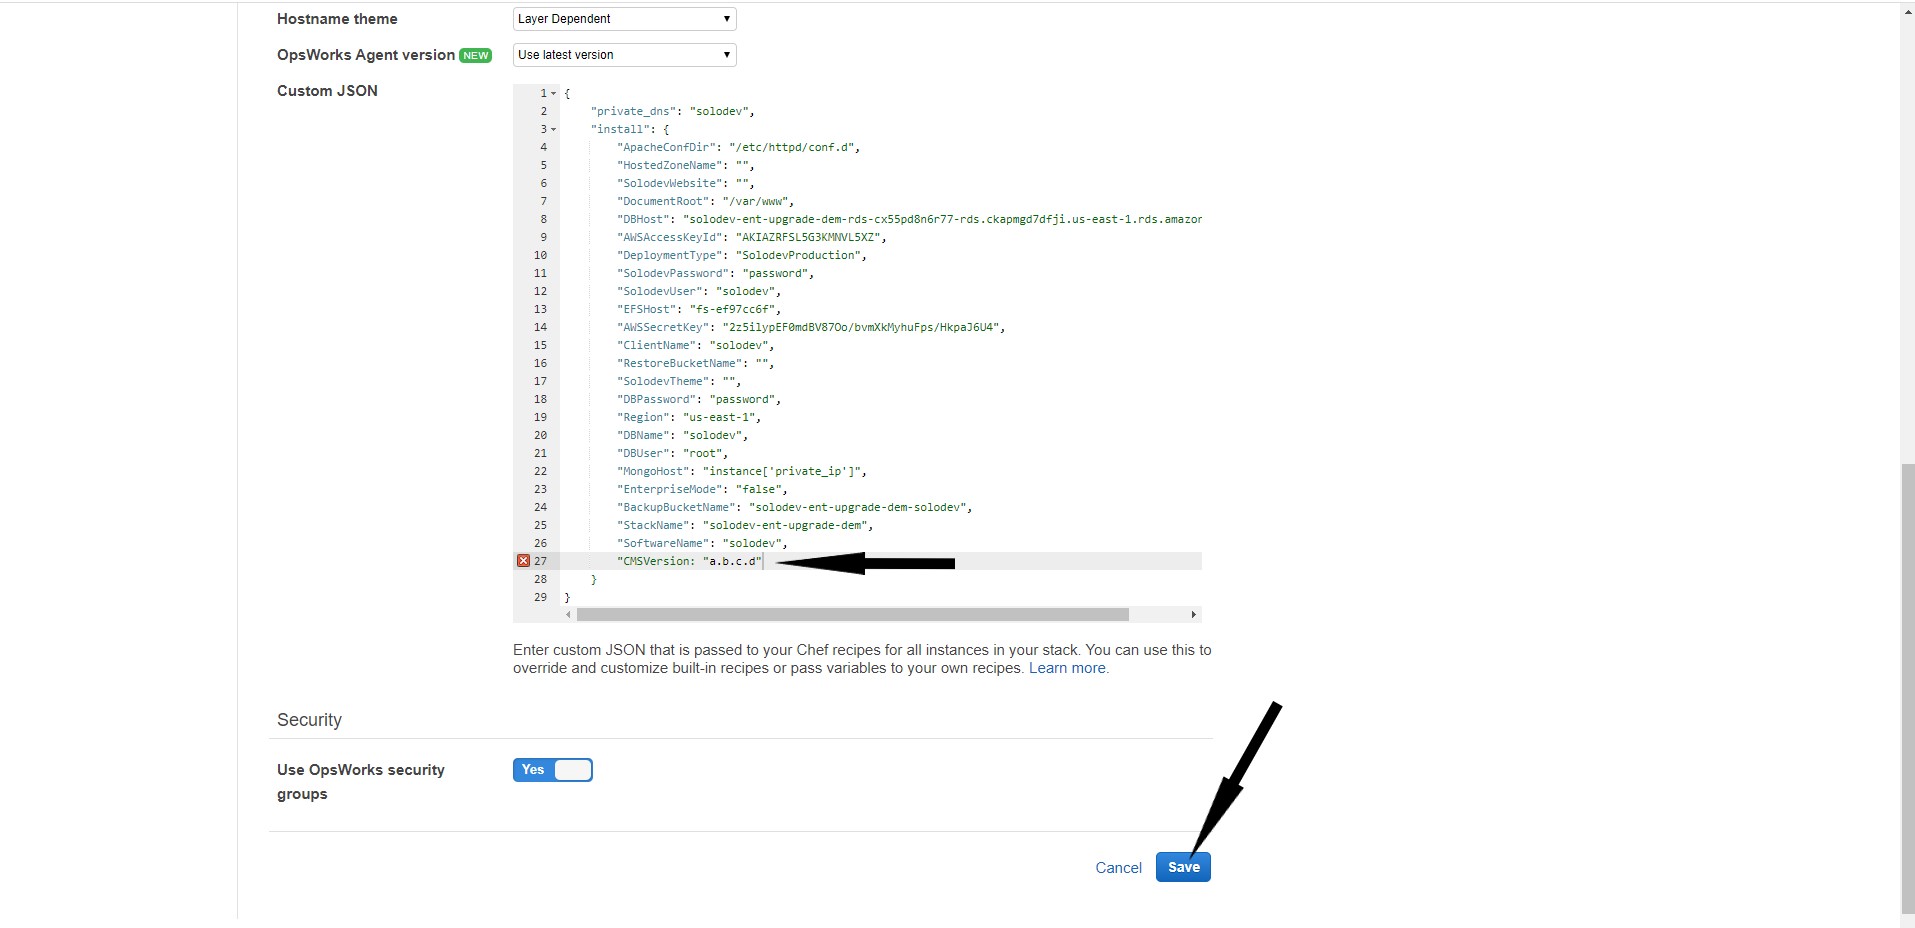 Hostname theme
Layer Dependent
OpsWorks Agent version NEW
Use latest version
Custom JSON
1 {
2 "private_dns": "solodev",
3 "install": {
4 "ApacheConfDir": "/etc/httpd/conf.d",
5 "HostedZoneName": "",
6 "SolodevWebsite": "",
7 "DocumentRoot": "/var/www",
8 "DBHost": "solodev-ent-upgrade-dem-rds-cx55pd8n6r77-rds.ckapmgd7dfji.us-east-1.rds.amazon
9 "AWSAccessKeyId": "AKIAZRFSL5G3KMNVL5XZ",
10 "DeploymentType": "SolodevProduction",
11 "SolodevPassword": "password",
12 "SolodevUser": "solodev",
13 "EFSHost": "fs-ef97cc6f",
14 "AWSSecretKey": "2z5ilypEF0mdBV87Oo/bvmXkMyhuFps/HkpaJ6U4",
15 "ClientName": "solodev",
16 "RestoreBucketName": "",
17 "SolodevTheme": "",
18 "DBPassword": "password",
19 "Region": "us-east-1",
20 "DBName": "solodev",
21 "DBUser": "root",
22 "MongoHost": "instance['private_ip']",
23 "EnterpriseMode": "false",
24 "BackupBucketName": "solodev-ent-upgrade-dem-solodev",
25 "StackName": "solodev-ent-upgrade-dem",
26 "SoftwareName": "solodev",
27 "CMSVersion: "a.b.c.d"
28 }
29 }
Enter custom JSON that is passed to your Chef recipes for all instances in your stack. You can use this to
override and customize built-in recipes or pass variables to your own recipes. Learn more.
Security
Use OpsWorks security
groups
Yes
Cancel
Save